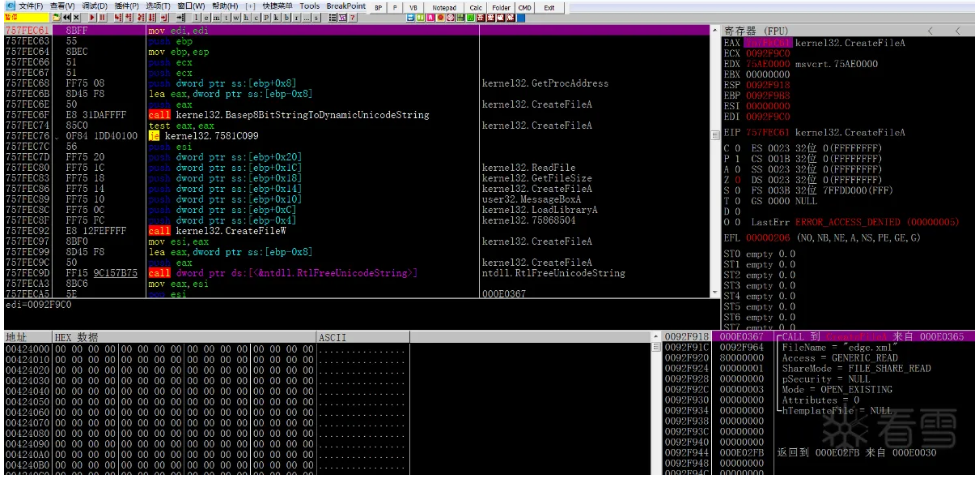 文件(F) 查看(V) 调试(D) 插件(P) 选项(T) 窗口(W) 帮助(H) [+] 快捷菜单 Tools BreakPoint BP P VB Notepad Calc Folder CMD Exit
暂停 l e m t w h c P k b r ... s
757FEC61 8BFF mov edi,edi
757FEC63 55 push ebp
757FEC64 8BEC mov ebp,esp
757FEC66 51 push ecx
757FEC67 51 push ecx
757FEC68 FF75 08 push dword ptr ss:[ebp+0x8] kernel32.GetProcAddress
757FEC6B 8D45 F8 lea eax,dword ptr ss:[ebp-0x8]
757FEC6E 50 push eax kernel32.CreateFileA
757FEC6F E8 31DAFFFF call kernel32.Basep8BitStringToDynamicUnicodeString
757FEC74 85C0 test eax,eax kernel32.CreateFileA
757FEC76 0F84 1DD40100 je kernel32.7581C099
757FEC7C 56 push esi
757FEC7D FF75 20 push dword ptr ss:[ebp+0x20]
757FEC80 FF75 1C push dword ptr ss:[ebp+0x1C] kernel32.ReadFile
757FEC83 FF75 18 push dword ptr ss:[ebp+0x18] kernel32.GetFileSize
757FEC86 FF75 14 push dword ptr ss:[ebp+0x14] kernel32.CreateFileA
757FEC89 FF75 10 push dword ptr ss:[ebp+0x10] user32.MessageBoxA
757FEC8C FF75 0C push dword ptr ss:[ebp+0xC] kernel32.LoadLibraryA
757FEC8F FF75 FC push dword ptr ss:[ebp-0x4] kernel32.75868504
757FEC92 E8 12FEFFFF call kernel32.CreateFileW
757FEC97 8BF0 mov esi,eax kernel32.CreateFileA
757FEC99 8D45 F8 lea eax,dword ptr ss:[ebp-0x8]
757FEC9C 50 push eax kernel32.CreateFileA
757FEC9D FF15 9C157B75 call dword ptr ds:[<&ntdll.RtlFreeUnicodeString>] ntdll.RtlFreeUnicodeString
757FECA3 8BC6 mov eax,esi
757FECA5 5E pop esi 000E0367
edi=0092F9C0
寄存器 (FPU) < <
EAX 757FEC61 kernel32.CreateFileA
ECX 0092F9C0
EDX 75AE0000 msvcrt.75AE0000
EBX 00000000
ESP 0092F918
EBP 0092F9B8
ESI 00000000
EDI 0092F9C0
EIP 757FEC61 kernel32.CreateFileA
C 0 ES 0023 32位 0(FFFFFFFF)
P 1 CS 001B 32位 0(FFFFFFFF)
A 0 SS 0023 32位 0(FFFFFFFF)
Z 0 DS 0023 32位 0(FFFFFFFF)
S 0 FS 003B 32位 7FFDD000(FFF)
T 0 GS 0000 NULL
D 0
O 0 LastErr ERROR_ACCESS_DENIED (00000005)
EFL 00000206 (NO,NB,NE,A,NS,PE,GE,G)
ST0 empty 0.0
ST1 empty 0.0
ST2 empty 0.0
ST3 empty 0.0
ST4 empty 0.0
ST5 empty 0.0
ST6 empty 0.0
ST7 empty 0.0
地址 HEX 数据 ASCII
00424000 00 00 00 00 00 00 00 00 00 00 00 00 00 00 00 00 ................
00424010 00 00 00 00 00 00 00 00 00 00 00 00 00 00 00 00 ................
00424020 00 00 00 00 00 00 00 00 00 00 00 00 00 00 00 00 ................
00424030 00 00 00 00 00 00 00 00 00 00 00 00 00 00 00 00 ................
00424040 00 00 00 00 00 00 00 00 00 00 00 00 00 00 00 00 ................
00424050 00 00 00 00 00 00 00 00 00 00 00 00 00 00 00 00 ................
00424060 00 00 00 00 00 00 00 00 00 00 00 00 00 00 00 00 ................
00424070 00 00 00 00 00 00 00 00 00 00 00 00 00 00 00 00 ................
00424080 00 00 00 00 00 00 00 00 00 00 00 00 00 00 00 00 ................
00424090 00 00 00 00 00 00 00 00 00 00 00 00 00 00 00 00 ................
004240A0 00 00 00 00 00 00 00 00 00 00 00 00 00 00 00 00 ................
004240B0 00 00 00 00 00 00 00 00 00 00 00 00 00 00 00 00 ................
0092F918 000E0367 CALL 到 CreateFileA 来自 000E0365
0092F91C 0092F964 FileName = "edge.xml"
0092F920 80000000 Access = GENERIC_READ
0092F924 00000001 ShareMode = FILE_SHARE_READ
0092F928 00000000 pSecurity = NULL
0092F92C 00000003 Mode = OPEN_EXISTING
0092F930 00000000 Attributes = 0
0092F934 00000000 hTemplateFile = NULL
0092F938 00000000
0092F93C 00000000
0092F940 00000000
0092F944 000E02FB 返回到 000E02FB 来自 000E0030
0092F948 00000000
0092F94C 00000000
看雪